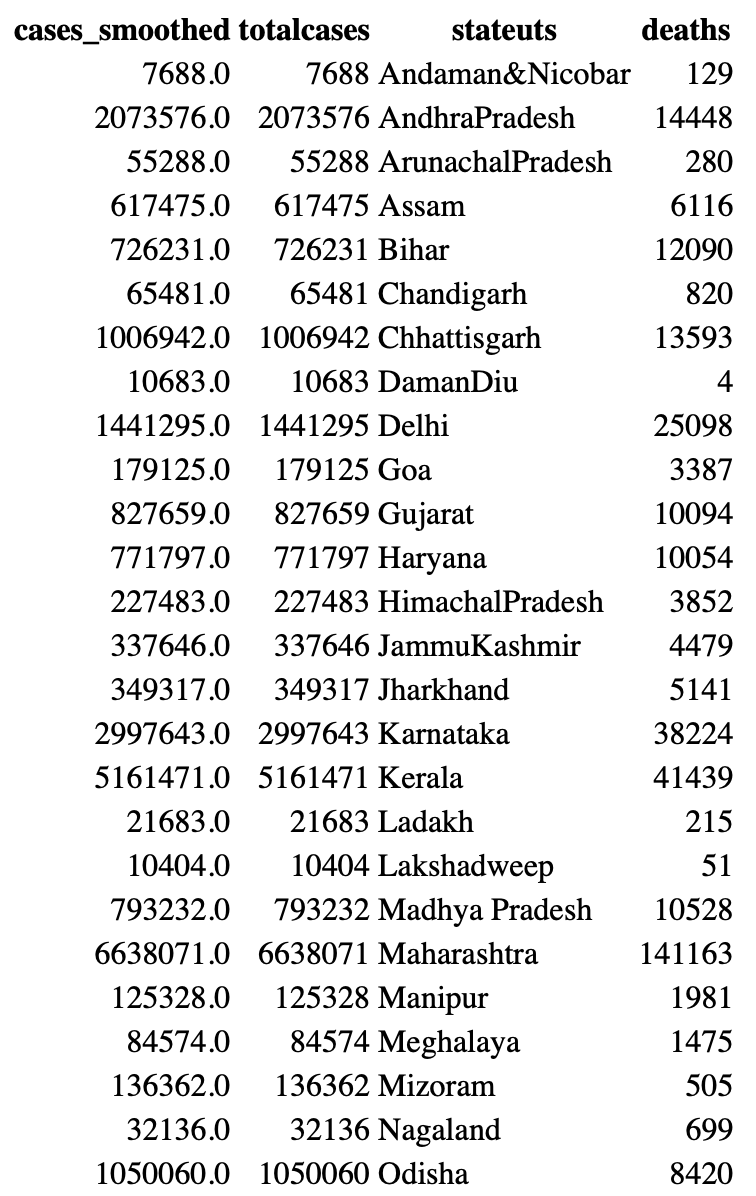 cases_smoothed totalcases stateuts deaths
7688.0 7688 Andaman&Nicobar 129
2073576.0 2073576 AndhraPradesh 14448
55288.0 55288 ArunachalPradesh 280
617475.0 617475 Assam 6116
726231.0 726231 Bihar 12090
65481.0 65481 Chandigarh 820
1006942.0 1006942 Chhattisgarh 13593
10683.0 10683 DamanDiu 4
1441295.0 1441295 Delhi 25098
179125.0 179125 Goa 3387
827659.0 827659 Gujarat 10094
771797.0 771797 Haryana 10054
227483.0 227483 HimachalPradesh 3852
337646.0 337646 JammuKashmir 4479
349317.0 349317 Jharkhand 5141
2997643.0 2997643 Karnataka 38224
5161471.0 5161471 Kerala 41439
21683.0 21683 Ladakh 215
10404.0 10404 Lakshadweep 51
793232.0 793232 Madhya Pradesh 10528
6638071.0 6638071 Maharashtra 141163
125328.0 125328 Manipur 1981
84574.0 84574 Meghalaya 1475
136362.0 136362 Mizoram 505
32136.0 32136 Nagaland 699
1050060.0 1050060 Odisha 8420